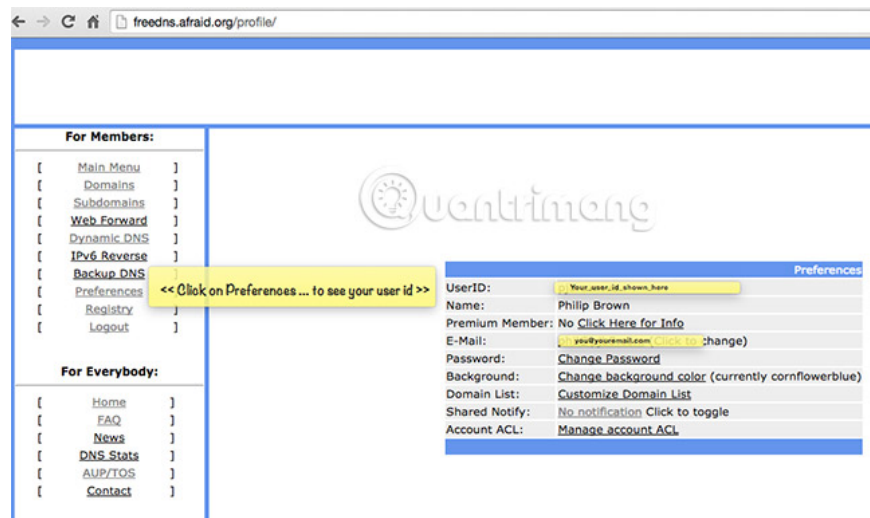 freedns.afraid.org/profile/
For Members:
[ Main Menu ]
[ Domains ]
[ Subdomains ]
[ Web Forward ]
[ Dynamic DNS ]
[ IPv6 Reverse ]
[ Backup DNS ]
[ Preferences ]
[ Registry ]
[ Logout ]
<< Click on Preferences ... to see your user id >>
For Everybody:
[ Home ]
[ FAQ ]
[ News ]
[ DNS Stats ]
[ AUP/TOS ]
[ Contact ]
Quantrimang
Preferences
UserID: Your_user_id_shown_here
Name: Philip Brown
Premium Member: No Click Here for Info
E-Mail: you@youremail.com (Click to change)
Password: Change Password
Background: Change background color (currently cornflowerblue)
Domain List: Customize Domain List
Shared Notify: No notification Click to toggle
Account ACL: Manage account ACL